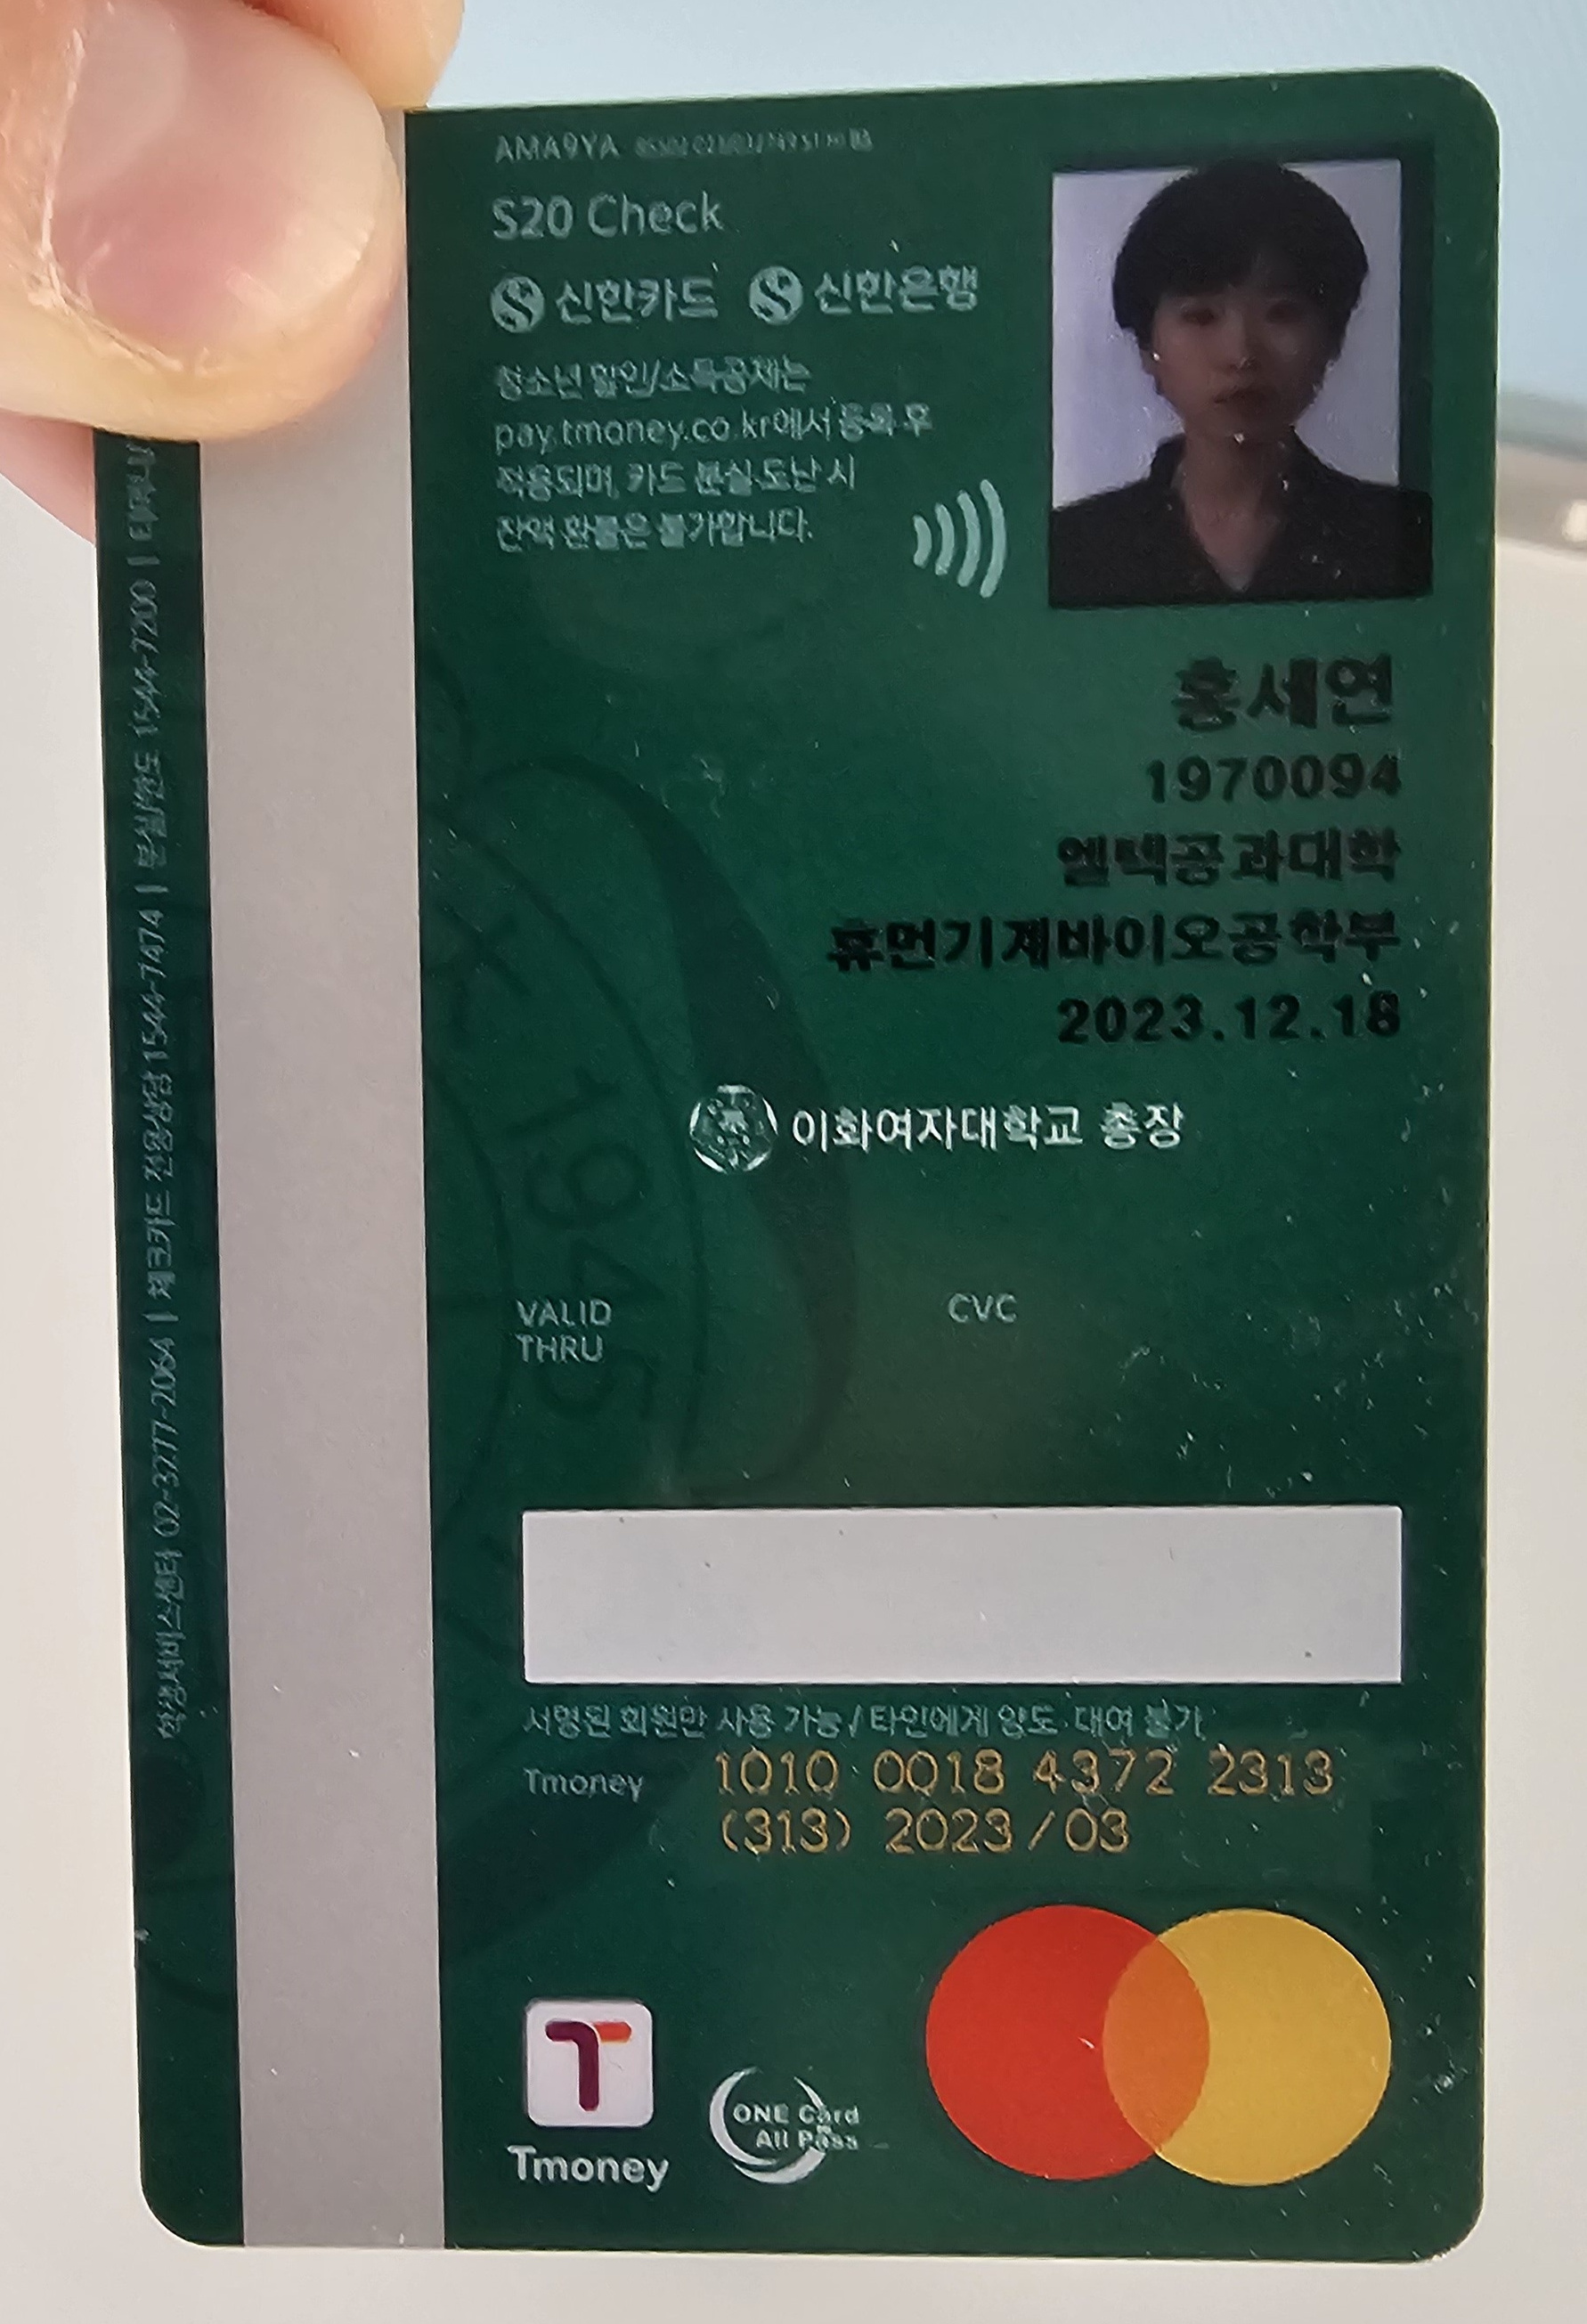 AMA9YA
S20 Check
신한카드 신한은행
청소년 할인/소득공제는
pay.tmoney.co.kr에서 등록 후
적용되며, 카드 분실·도난 시
잔액 환불은 불가합니다.
홍세연
1970094
엘텍공과대학
휴먼기계바이오공학부
2023.12.18
이화여자대학교 총장
1945
VALID
THRU
CVC
서명된 회원만 사용 가능 / 타인에게 양도·대여 불가
Tmoney 1010 0018 4372 2313
(313) 2023/03
Tmoney
ONE Card
All Pass
학생서비스센터 02-3277-2064 | 체크카드 전용상담 1544-7474 | 분실신고 1544-7200 |